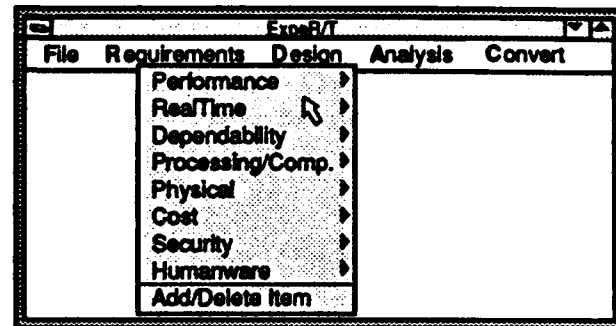 ExpeR/T
File Requirements Design Analysis Convert
Performance
RealTime
Dependability
Processing/Comp.
Physical
Cost
Security
Humanware
Add/Delete Item